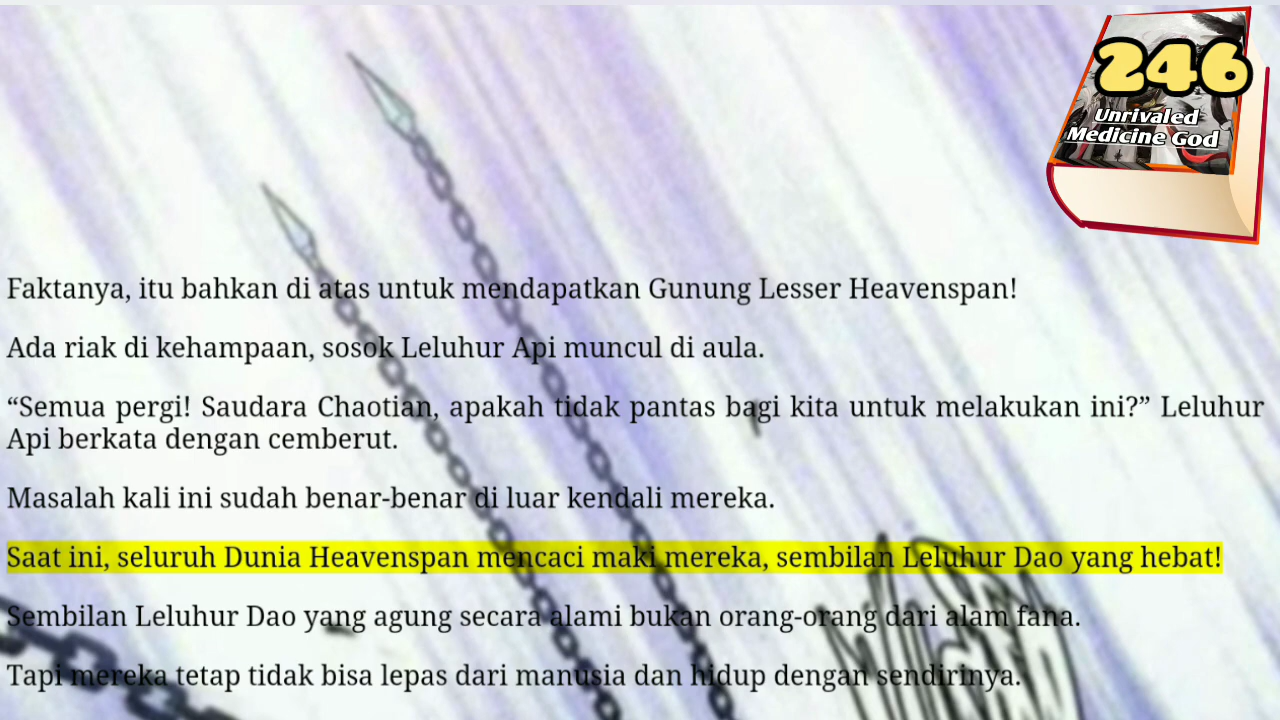 246
Unrivaled
Medicine God
Faktanya, itu bahkan di atas untuk mendapatkan Gunung Lesser Heavenspan!
Ada riak di kehampaan, sosok Leluhur Api muncul di aula.
“Semua pergi! Saudara Chaotian, apakah tidak pantas bagi kita untuk melakukan ini?” Leluhur
Api berkata dengan cemberut.
Masalah kali ini sudah benar-benar di luar kendali mereka.
Saat ini, seluruh Dunia Heavenspan mencaci maki mereka, sembilan Leluhur Dao yang hebat!
Sembilan Leluhur Dao yang agung secara alami bukan orang-orang dari alam fana.
Tapi mereka tetap tidak bisa lepas dari manusia dan hidup dengan sendirinya.